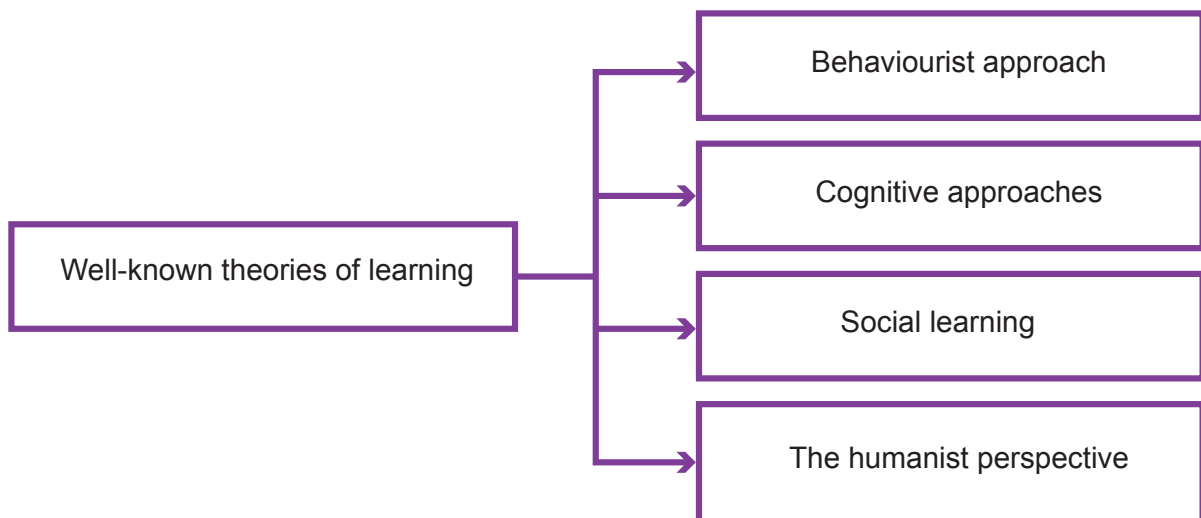 Behaviourist approach
Cognitive approaches
Well-known theories of learning
Social learning
The humanist perspective